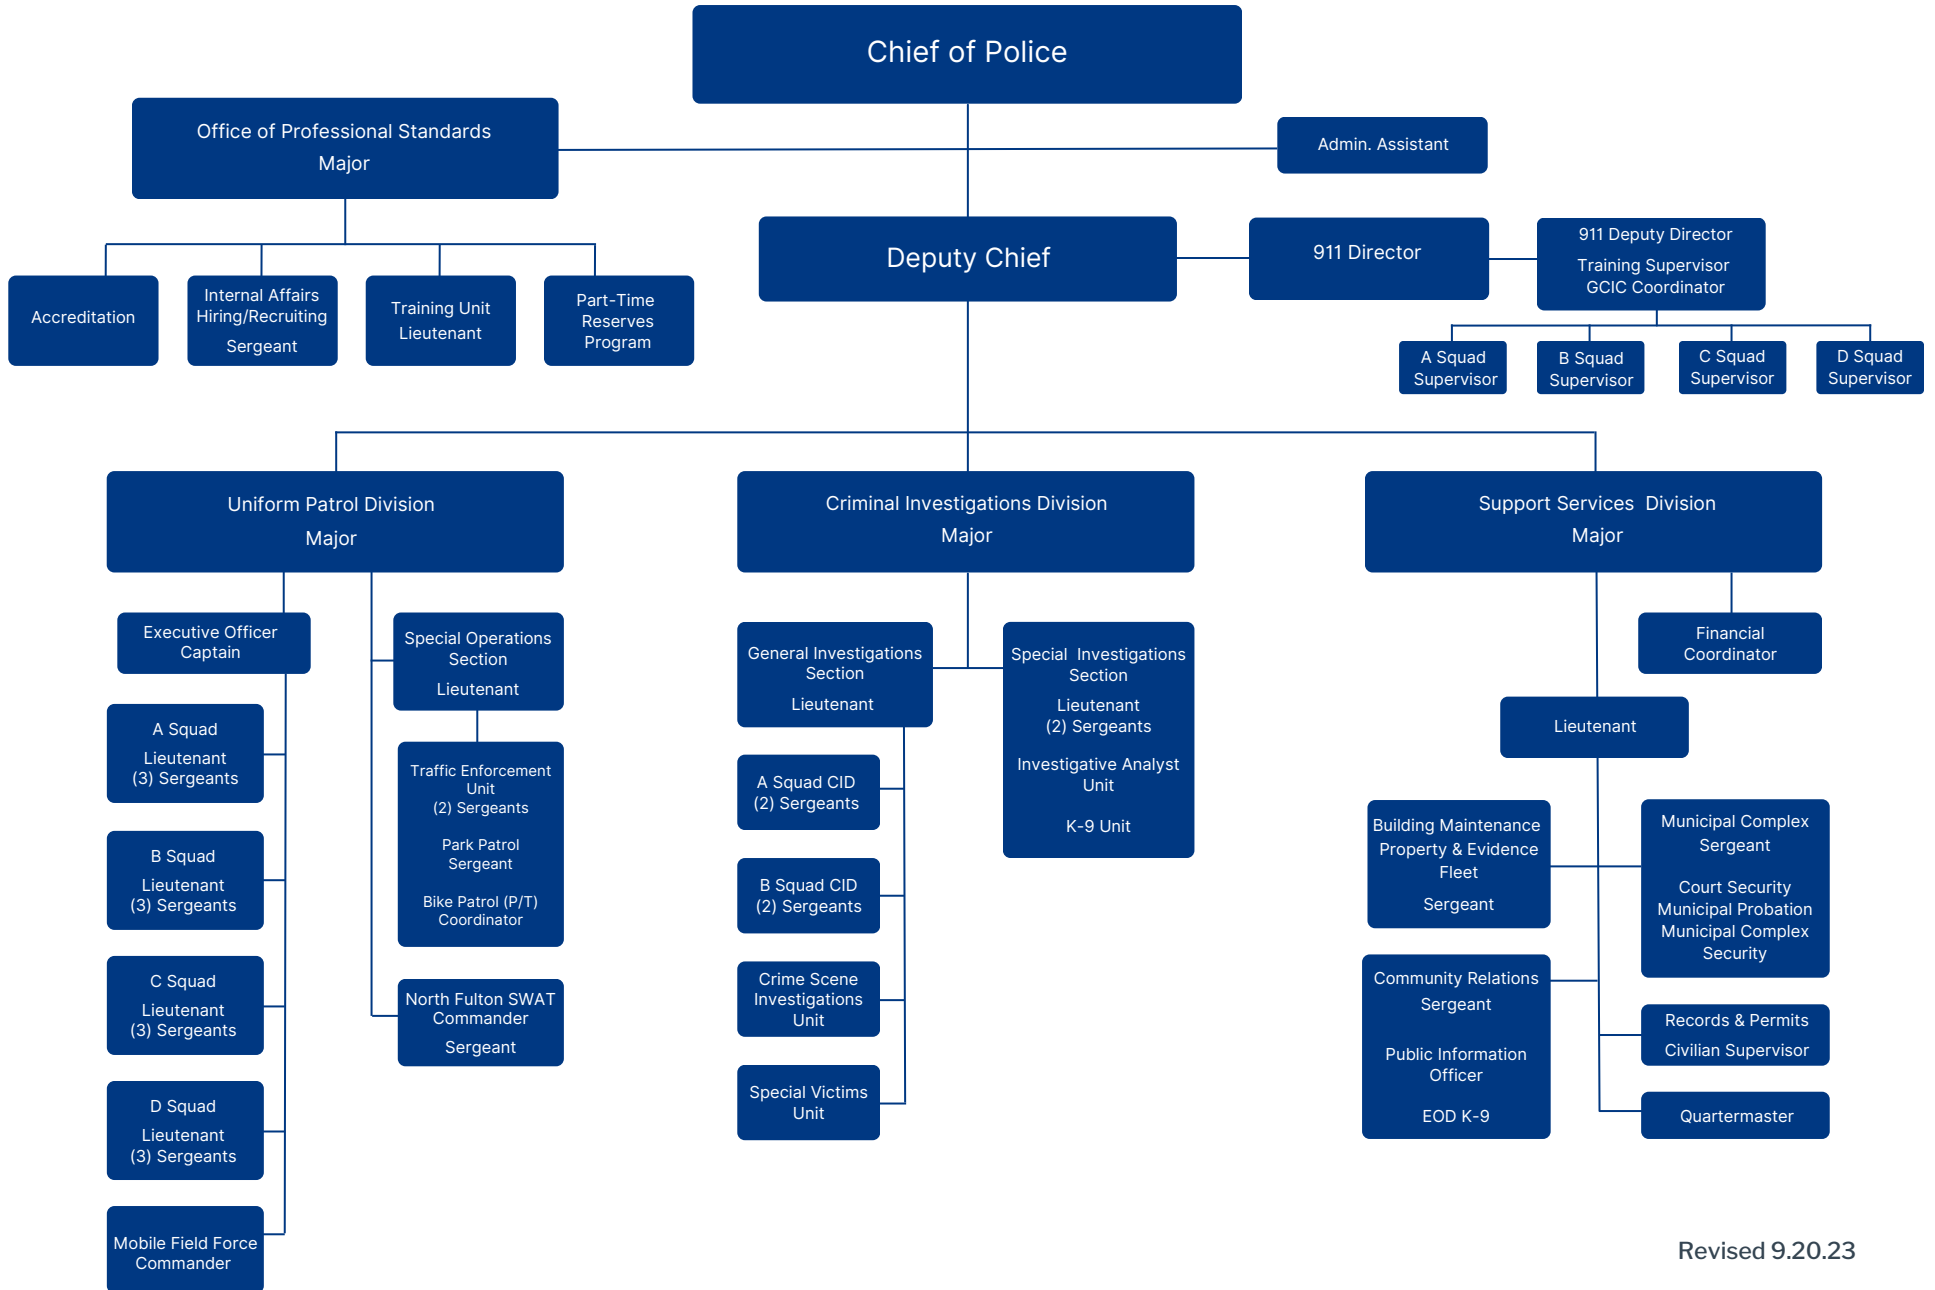 Chief of Police
Office of Professional Standards
Major
Admin. Assistant
Deputy Chief
911 Director
911 Deputy Director
Training Supervisor
GCIC Coordinator
Accreditation
Internal Affairs
Hiring/Recruiting
Sergeant
Training Unit
Lieutenant
Part-Time
Reserves
Program
A Squad
Supervisor
B Squad
Supervisor
C Squad
Supervisor
D Squad
Supervisor
Uniform Patrol Division
Major
Criminal Investigations Division
Major
Support Services  Division
Major
Executive Officer
Captain
A Squad
Lieutenant
(3) Sergeants
B Squad
Lieutenant
(3) Sergeants
C Squad
Lieutenant
(3) Sergeants
D Squad
Lieutenant
(3) Sergeants
Mobile Field Force
Commander
Special Operations
Section
Lieutenant
Traffic Enforcement
Unit
(2) Sergeants
Park Patrol
Sergeant
Bike Patrol (P/T)
Coordinator
North Fulton SWAT
Commander
Sergeant
General Investigations
Section
Lieutenant
A Squad CID
(2) Sergeants
B Squad CID
(2) Sergeants
Crime Scene
Investigations
Unit
Special Victims
Unit
Special  Investigations
Section
Lieutenant
(2) Sergeants
Investigative Analyst
Unit
K-9 Unit
Financial
Coordinator
Lieutenant
Building Maintenance
Property & Evidence
Fleet
Sergeant
Community Relations
Sergeant
Public Information
Officer
EOD K-9
Municipal Complex
Sergeant
Court Security
Municipal Probation
Municipal Complex
Security
Records & Permits
Civilian Supervisor
Quartermaster
Revised 9.20.23